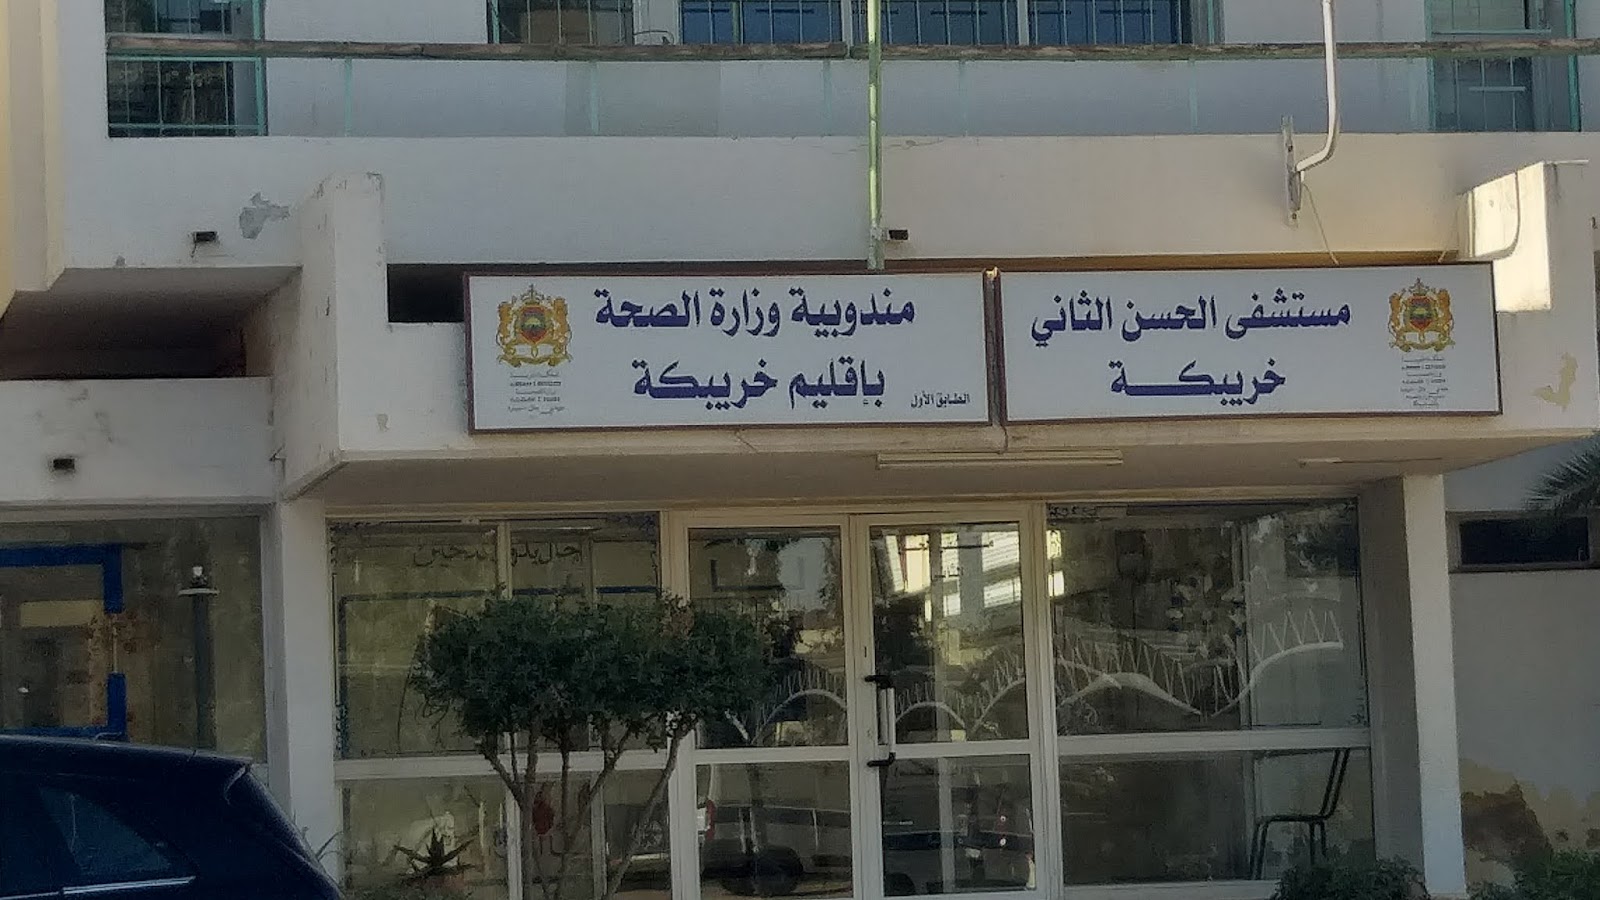 مستشفى الحسن الثاني
خريبكة
مندوبية وزارة الصحة
بإقليم خريبكة
الطابق الأول